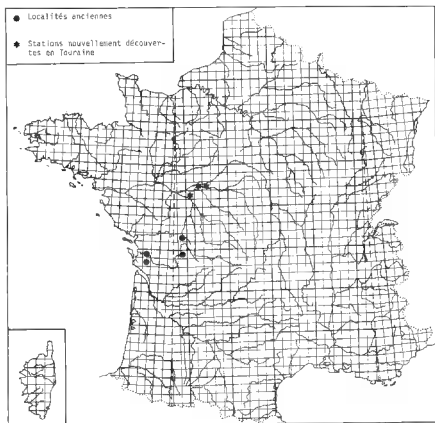 Localités anciennes
Stations nouvellement découver-
tes en Touraine